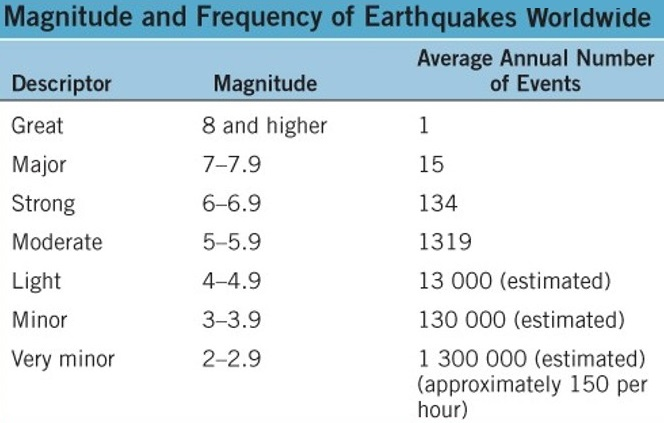 Magnitude and Frequency of Earthquakes Worldwide
Descriptor Magnitude Average Annual Number
of Events
Great 8 and higher 1
Major 7–7.9 15
Strong 6–6.9 134
Moderate 5–5.9 1319
Light 4–4.9 13 000 (estimated)
Minor 3–3.9 130 000 (estimated)
Very minor 2–2.9 1 300 000 (estimated)
(approximately 150 per
hour)